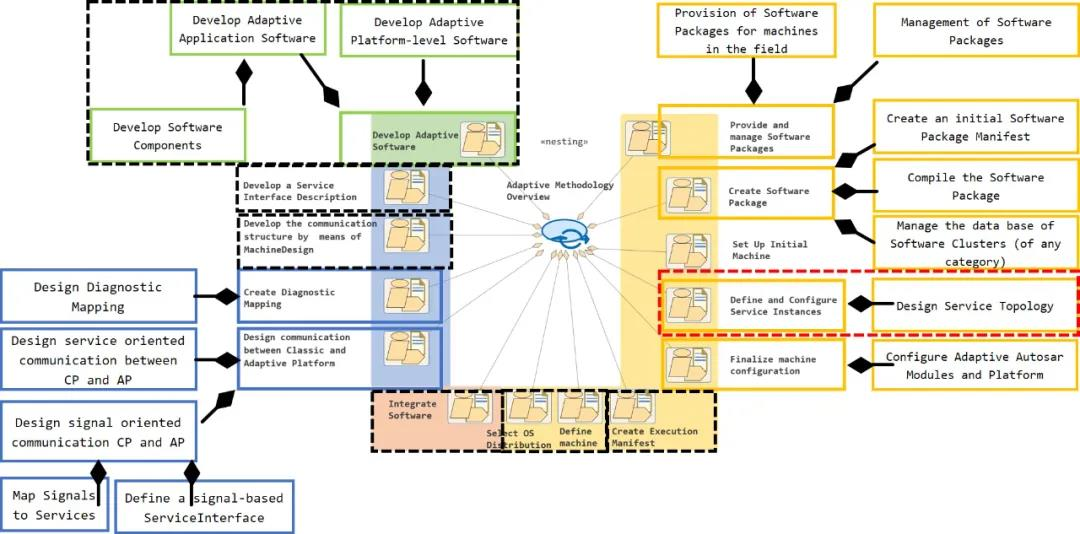 Develop Adaptive
Application Software
Develop Adaptive
Platform-level Software
Provision of Software
Packages for machines
in the field
Management of Software
Packages
Develop Software
Components
Develop Adaptive
Software
«nesting»
Provide and
manage Software
Packages
Create an initial Software
Package Manifest
Develop a Service
Interface Description
Adaptive Methodology
Overview
Create Software
Package
Compile the Software
Package
Develop the communication
structure by means of
MachineDesign
Set Up Initial
Machine
Manage the data base of
Software Clusters (of any
category)
Design Diagnostic
Mapping
Create Diagnostic
Mapping
Define and Configure
Service Instances
Design Service Topology
Design service oriented
communication between
CP and AP
Design communication
between Classic and
Adaptive Platform
Finalize machine
configuration
Configure Adaptive Autosar
Modules and Platform
Design signal oriented
communication CP and AP
Integrate
Software
Select OS
Distribution
Define
machine
Create Execution
Manifest
Map Signals
to Services
Define a signal-based
ServiceInterface